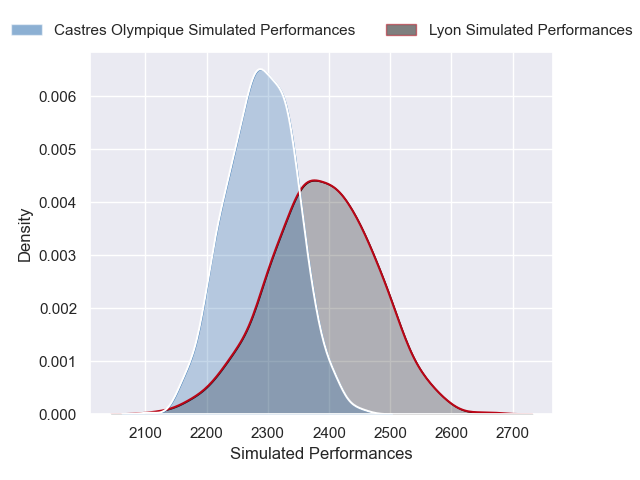 Castres Olympique Simulated Performances
Lyon Simulated Performances
0.006
0.005
0.004
0.003
0.002
0.001
0.000
Density
2100 2200 2300 2400 2500 2600 2700
Simulated Performances